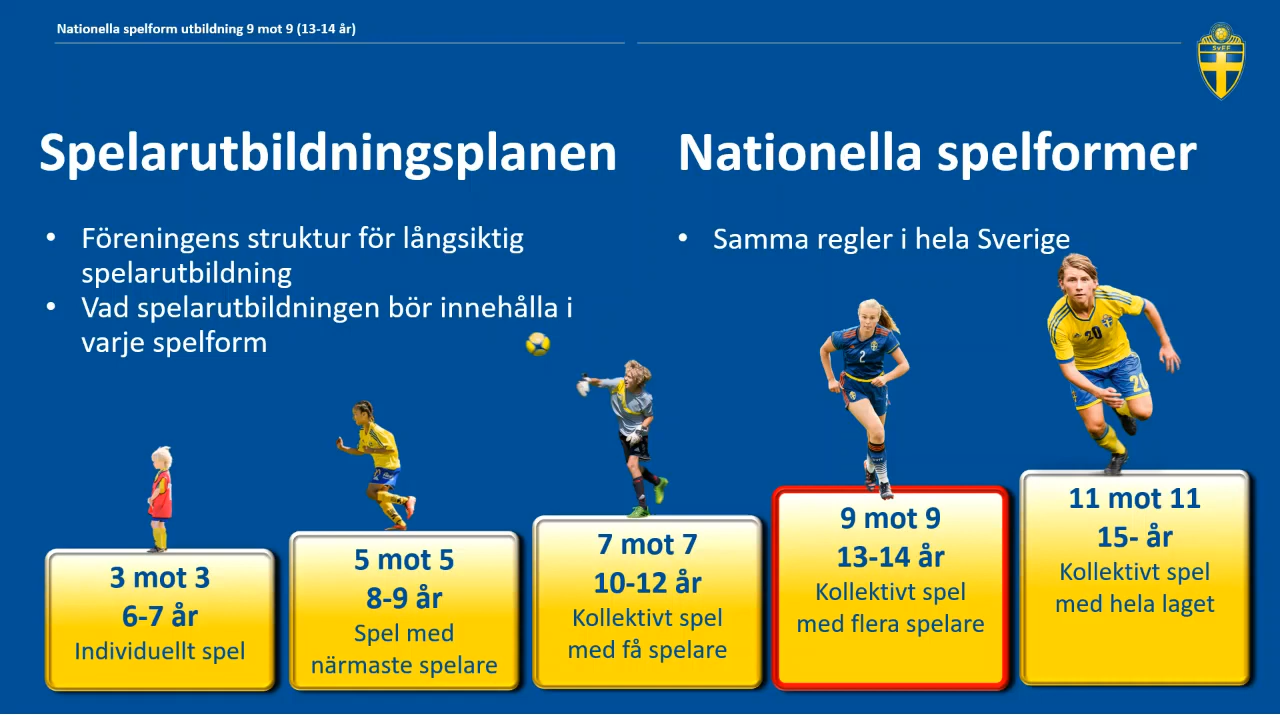 Nationella spelform utbildning 9 mot 9 (13-14 år)
SvFF
Spelarutbildningsplanen
• Föreningens struktur för långsiktig
spelarutbildning
• Vad spelarutbildningen bör innehålla i
varje spelform
Nationella spelformer
• Samma regler i hela Sverige
2
20
20
3 mot 3
6-7 år
Individuellt spel
5 mot 5
8-9 år
Spel med
närmaste spelare
7 mot 7
10-12 år
Kollektivt spel
med få spelare
9 mot 9
13-14 år
Kollektivt spel
med flera spelare
11 mot 11
15- år
Kollektivt spel
med hela laget